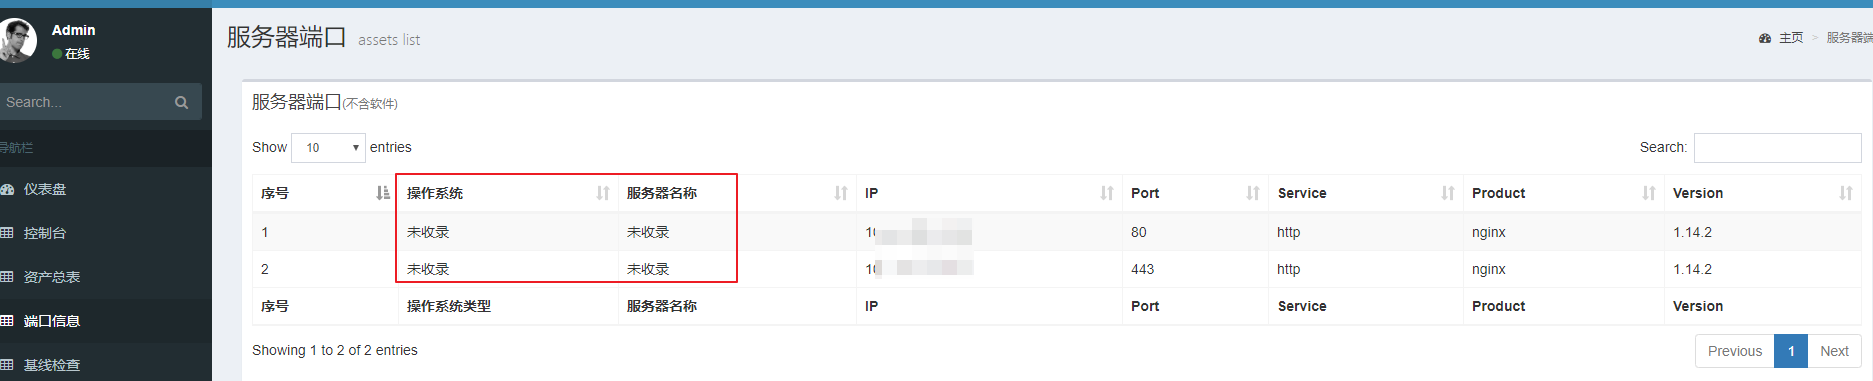 Admin
在线
Search...
导航栏
仪表盘
控制台
资产总表
端口信息
基线检查
服务器端口 assets list
主页 > 服务器端
服务器端口(不含软件)
Show 10 entries
Search:
序号 操作系统 服务器名称 IP Port Service Product Version
1 未收录 未收录 10 80 http nginx 1.14.2
2 未收录 未收录 10 443 http nginx 1.14.2
序号 操作系统类型 服务器名称 IP Port Service Product Version
Showing 1 to 2 of 2 entries
Previous 1 Next